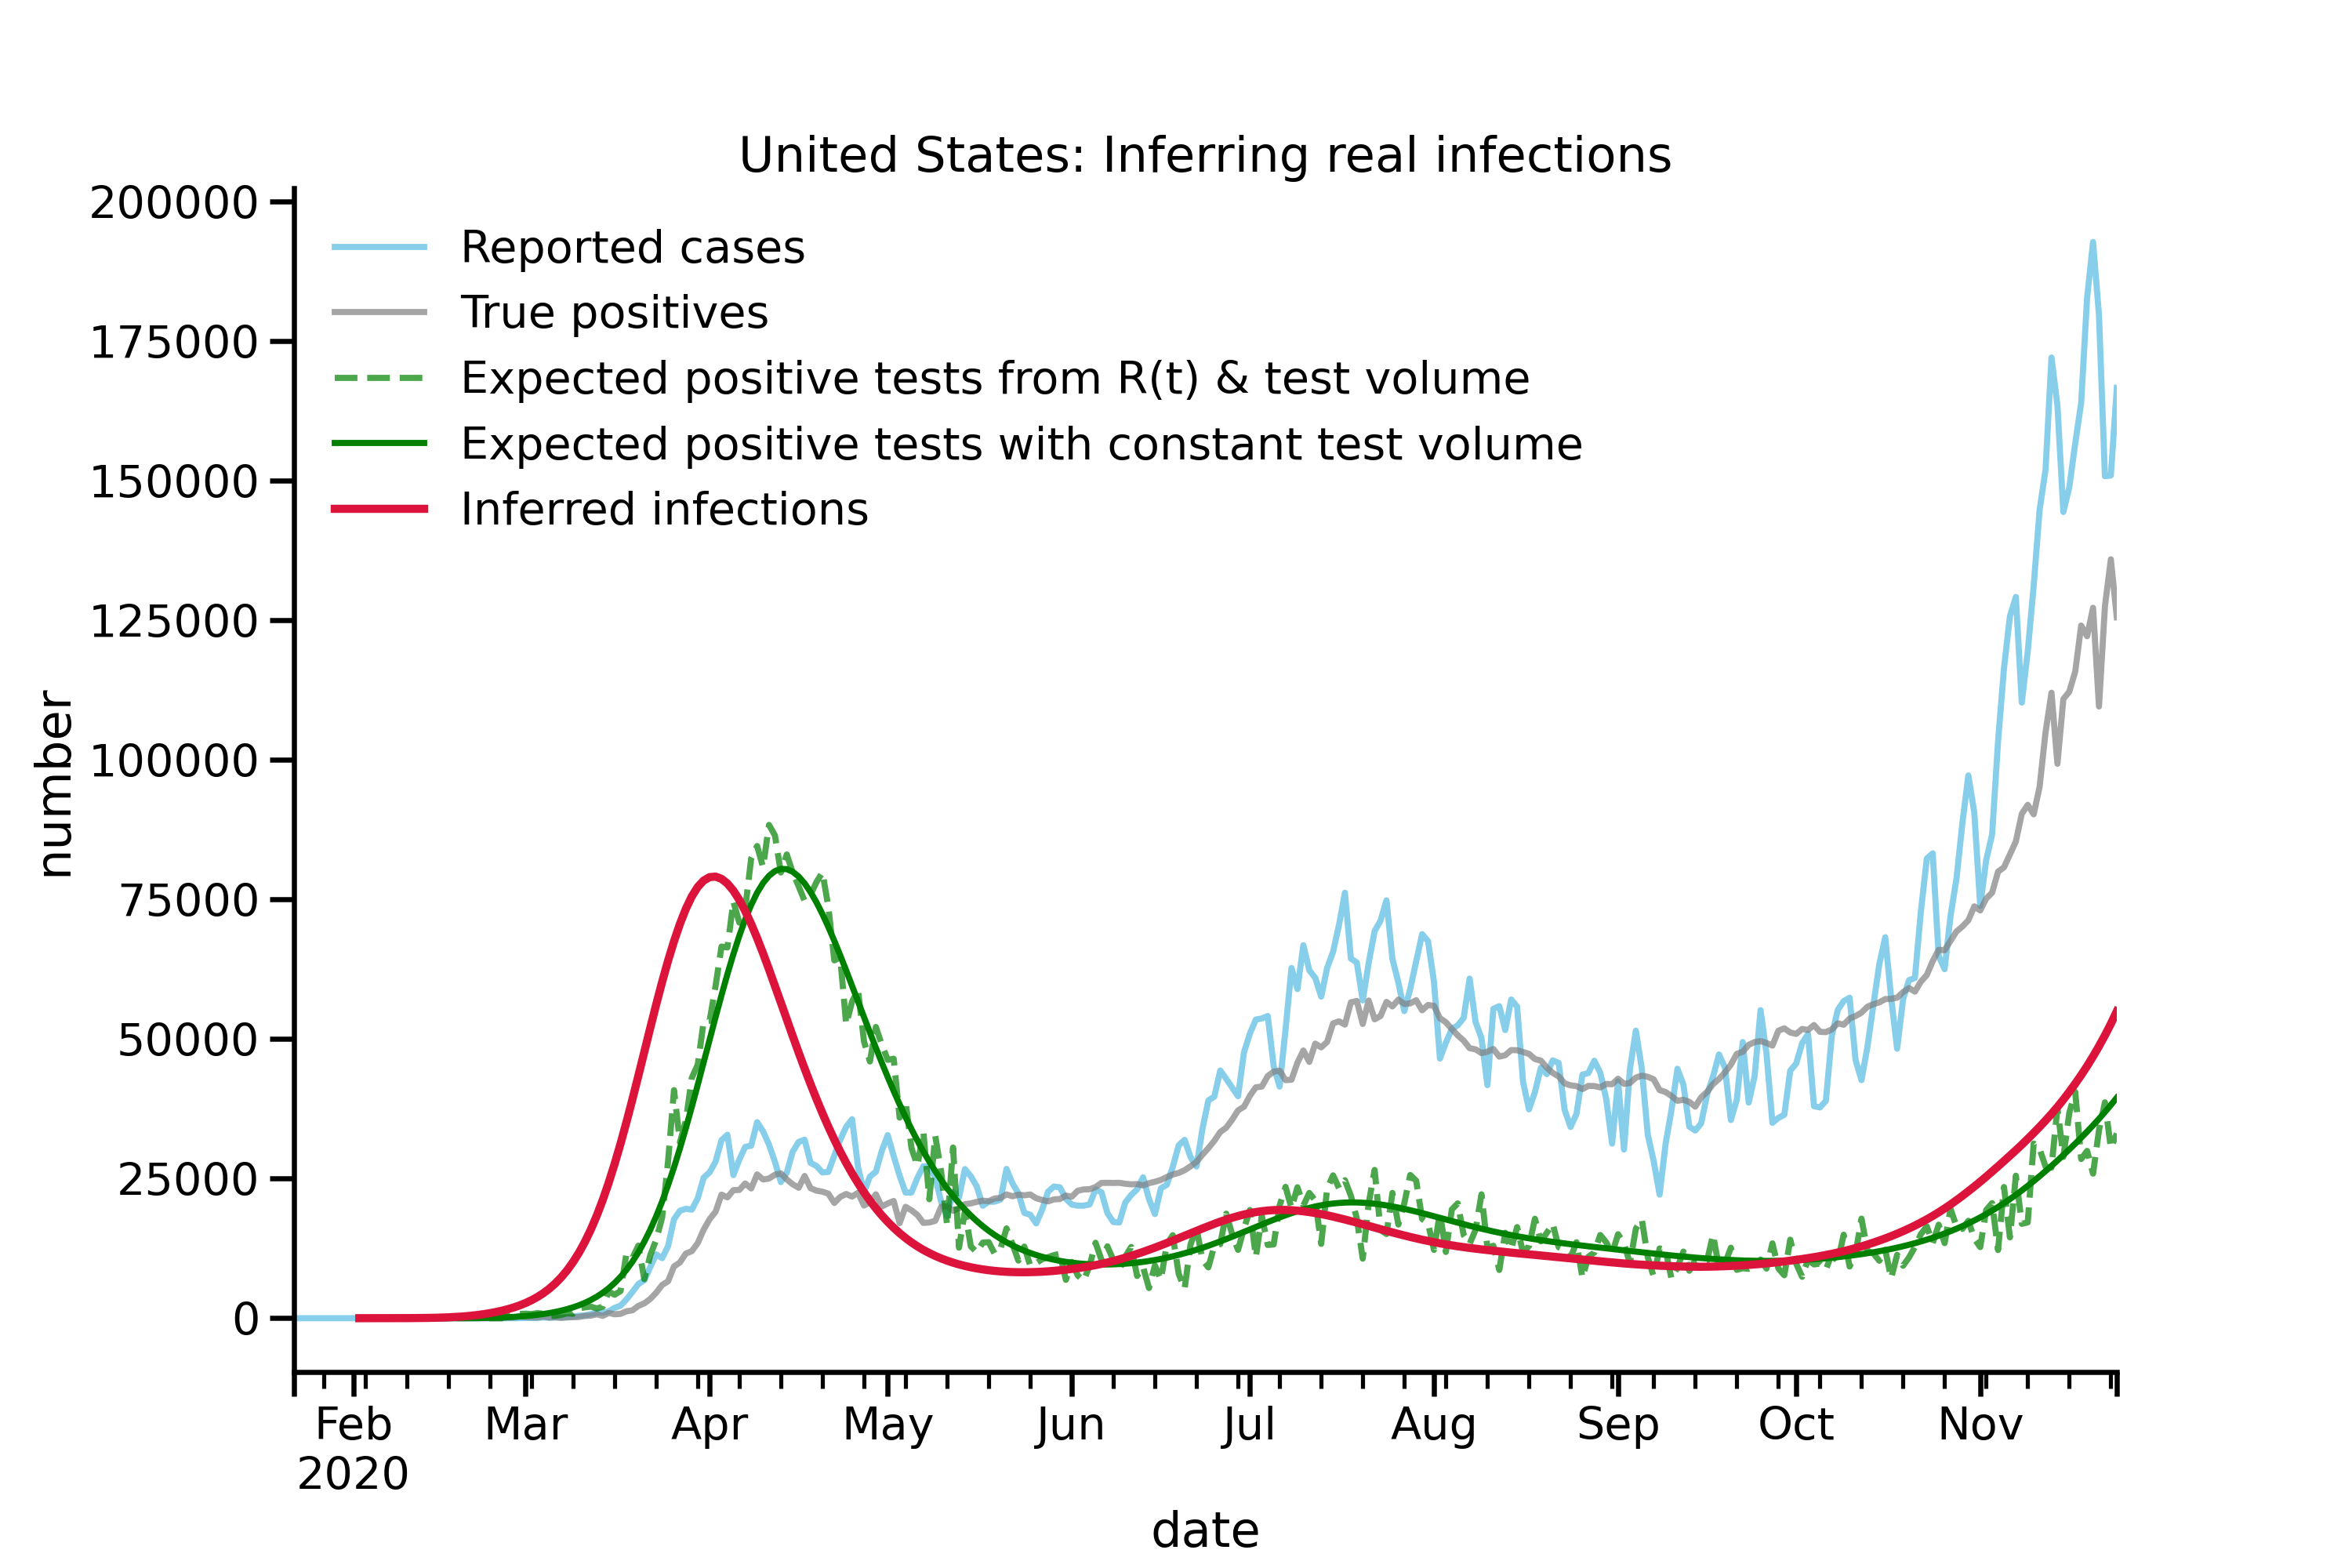 United States: Inferring real infections
200000
175000
150000
125000
100000
75000
50000
25000
0
number
Reported cases
True positives
Expected positive tests from R(t) & test volume
Expected positive tests with constant test volume
Inferred infections
Feb Mar Apr May Jun Jul Aug Sep Oct Nov
2020
date